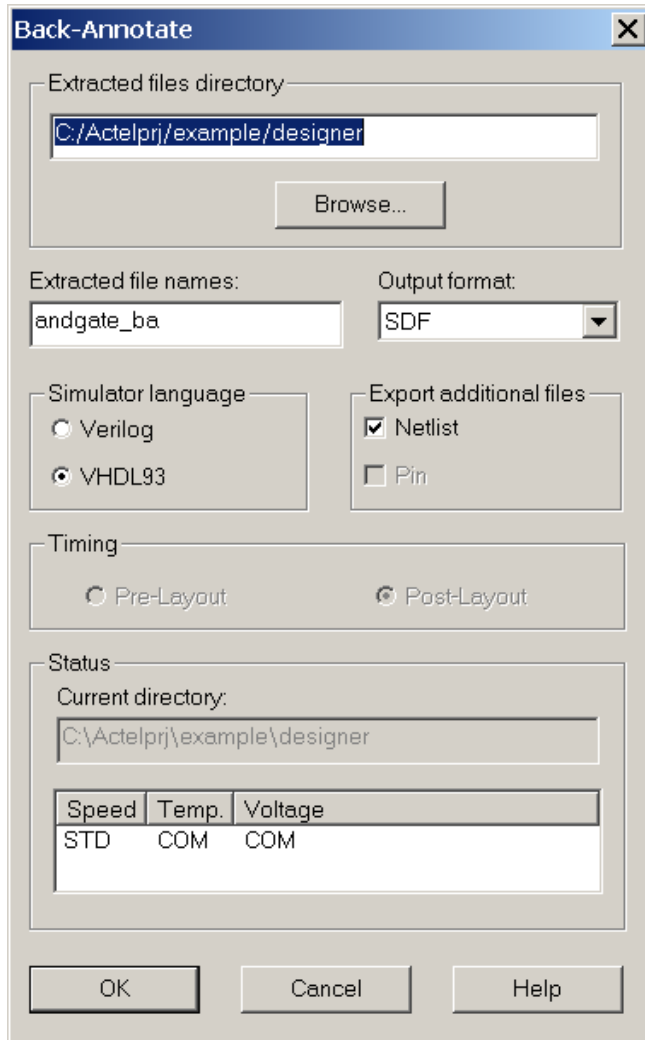 Back-Annotate
Extracted files directory
C:/Actelprj/example/designer
Browse...
Extracted file names:
Output format:
andgate_ba
SDF
Simulator language
Export additional files
Verilog
Netlist
VHDL93
Pin
Timing
Pre-Layout
Post-Layout
Status
Current directory:
C:\Actelprj\example\designer
Speed Temp. Voltage
STD COM COM
OK Cancel Help